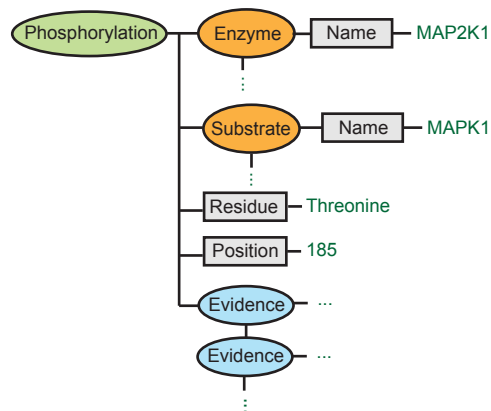 Phosphorylation Enzyme Name MAP2K1
...
Substrate Name MAPK1
...
Residue Threonine
Position 185
Evidence ...
Evidence ...
...